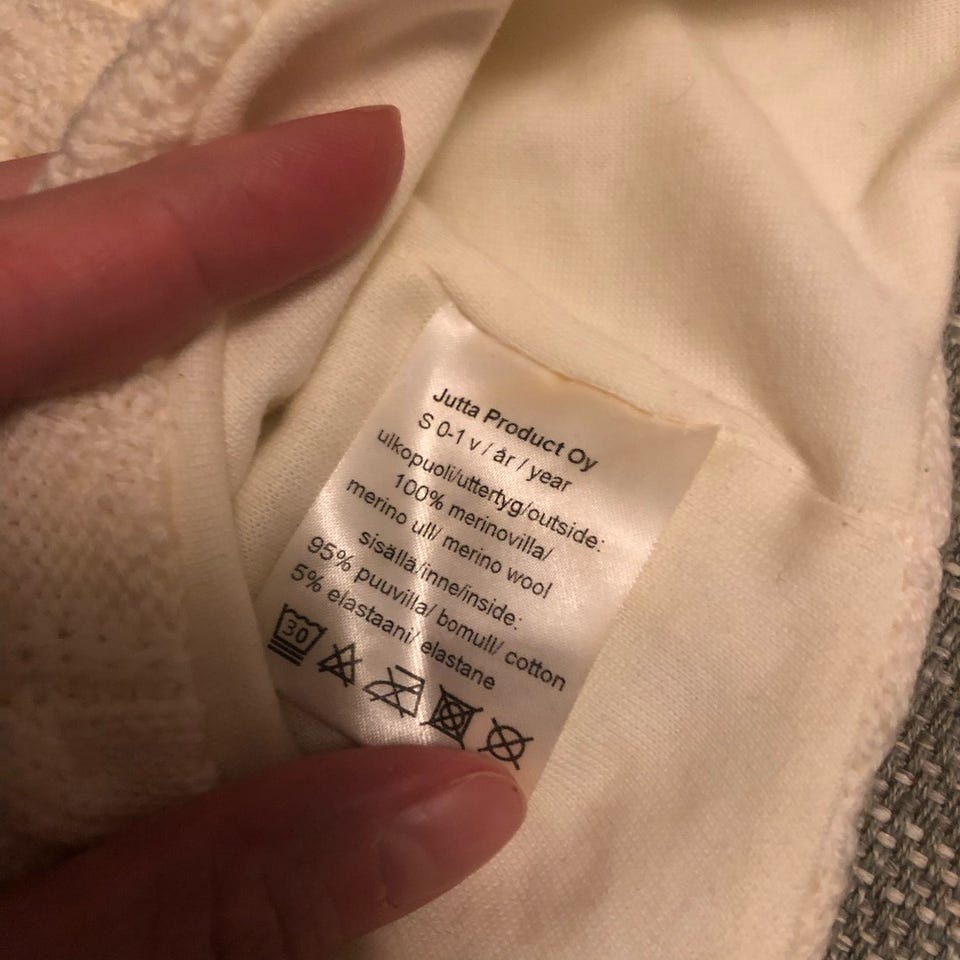 Jutta Product Oy
S 0-1 v / år / year
ulkopuoli/uttertyg/outside:
100% merinovilla/
merino ull/ merino wool
sisällä/inne/inside:
95% puuvilla/ bomull/ cotton
5% elastaani/ elastane
30